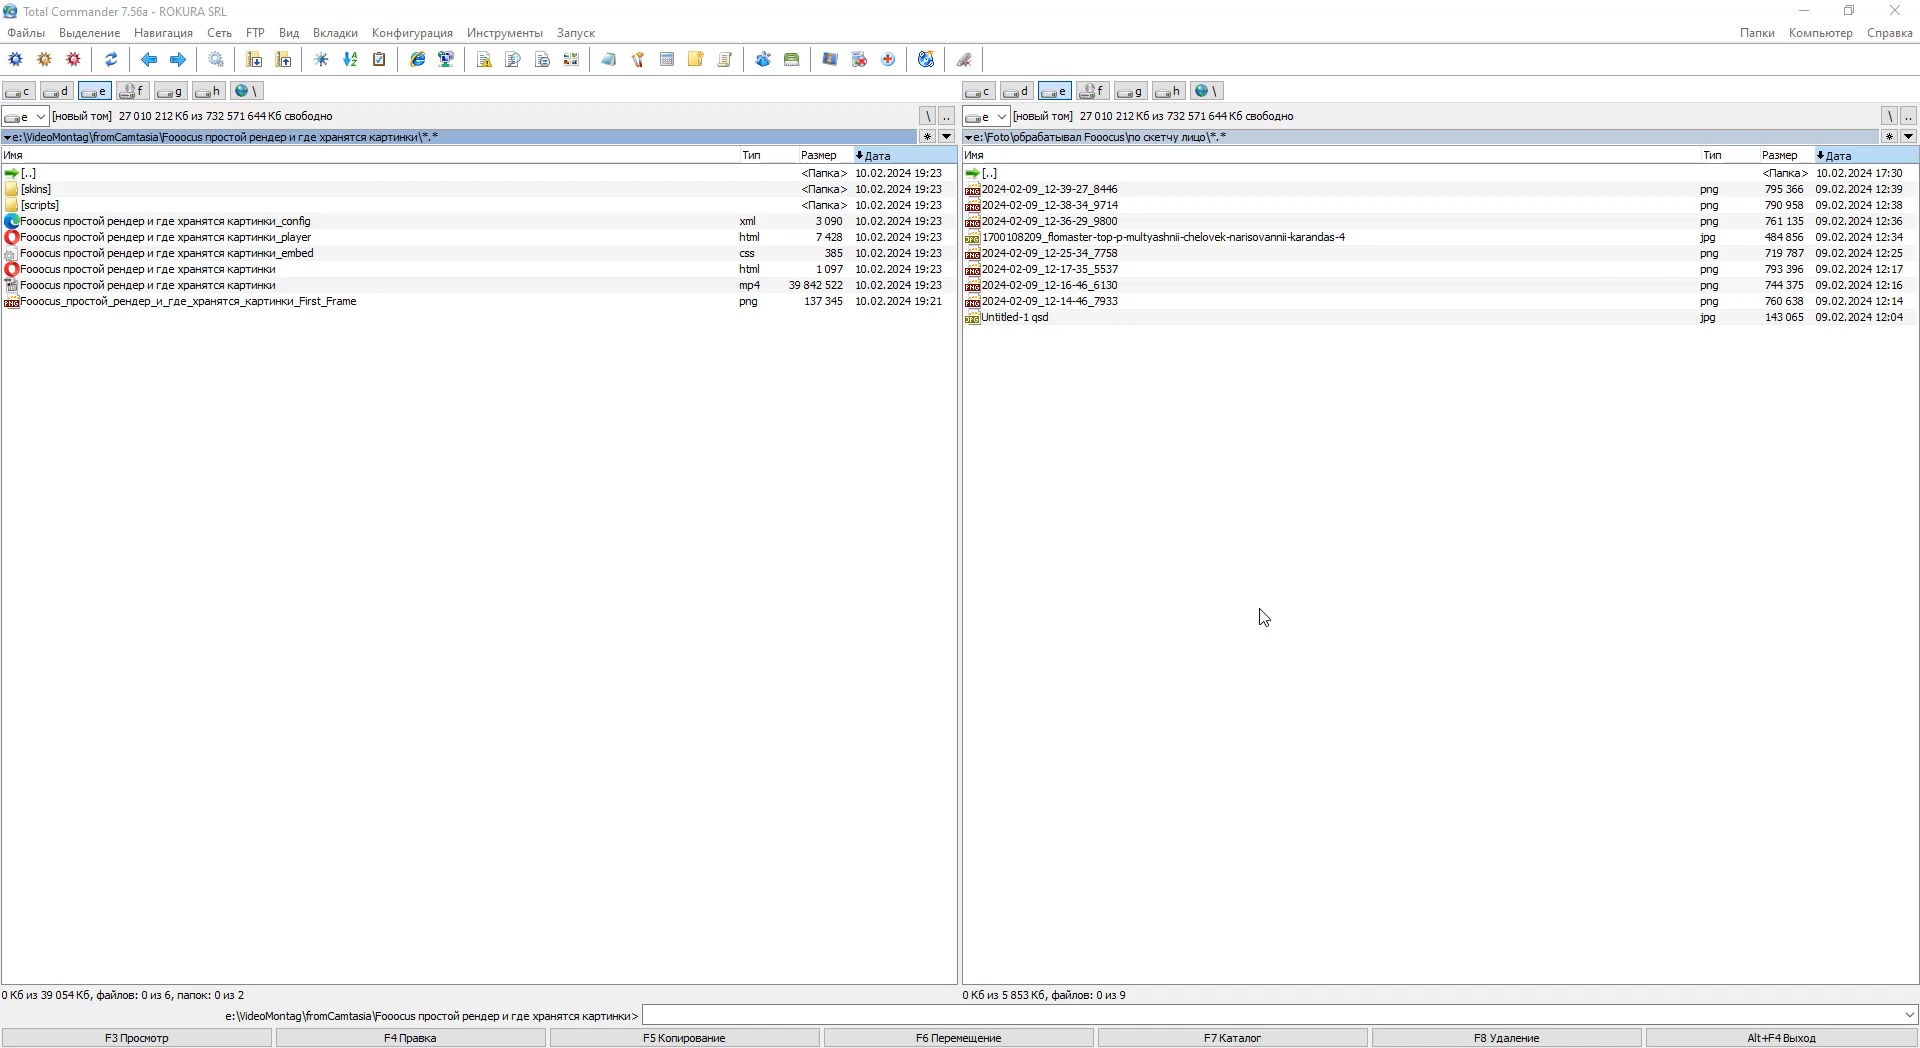 Total Commander 7.56a - ROKURA SRL
Файлы Выделение Навигация Сеть FTP Вид Вкладки Конфигурация Инструменты Запуск Папки Компьютер Справка
c d e f g h \ c d e f g h \
e [новый том] 27 010 212 Кб из 732 571 644 Кб свободно \ .. e [новый том] 27 010 212 Кб из 732 571 644 Кб свободно \ ..
e:\VideoMontag\fromCamtasia\Fooocus простой рендер и где хранятся картинки\*.* * e:\Foto\обрабатывал Fooocus\по скетчу лицо\*.* *
Имя Тип Размер Дата
[..] <Папка> 10.02.2024 19:23
[skins] <Папка> 10.02.2024 19:23
[scripts] <Папка> 10.02.2024 19:23
Fooocus простой рендер и где хранятся картинки_config xml 3 090 10.02.2024 19:23
Fooocus простой рендер и где хранятся картинки_player html 7 428 10.02.2024 19:23
Fooocus простой рендер и где хранятся картинки_embed css 385 10.02.2024 19:23
Fooocus простой рендер и где хранятся картинки html 1 097 10.02.2024 19:23
Fooocus простой рендер и где хранятся картинки mp4 39 842 522 10.02.2024 19:23
Fooocus_простой_рендер_и_где_хранятся_картинки_First_Frame png 137 345 10.02.2024 19:21
Имя Тип Размер Дата
[..] <Папка> 10.02.2024 17:30
2024-02-09_12-39-27_8446 png 795 366 09.02.2024 12:39
2024-02-09_12-38-34_9714 png 790 958 09.02.2024 12:38
2024-02-09_12-36-29_9800 png 761 135 09.02.2024 12:36
1700108209_flomaster-top-p-multyashnii-chelovek-narisovannii-karandas-4 jpg 484 856 09.02.2024 12:34
2024-02-09_12-25-34_7758 png 719 787 09.02.2024 12:25
2024-02-09_12-17-35_5537 png 793 396 09.02.2024 12:17
2024-02-09_12-16-46_6130 png 744 375 09.02.2024 12:16
2024-02-09_12-14-46_7933 png 760 638 09.02.2024 12:14
Untitled-1 qsd jpg 143 065 09.02.2024 12:04
0 Кб из 39 054 Кб, файлов: 0 из 6, папок: 0 из 2 0 Кб из 5 853 Кб, файлов: 0 из 9
e:\VideoMontag\fromCamtasia\Fooocus простой рендер и где хранятся картинки>
F3 Просмотр F4 Правка F5 Копирование F6 Перемещение F7 Каталог F8 Удаление Alt+F4 Выход